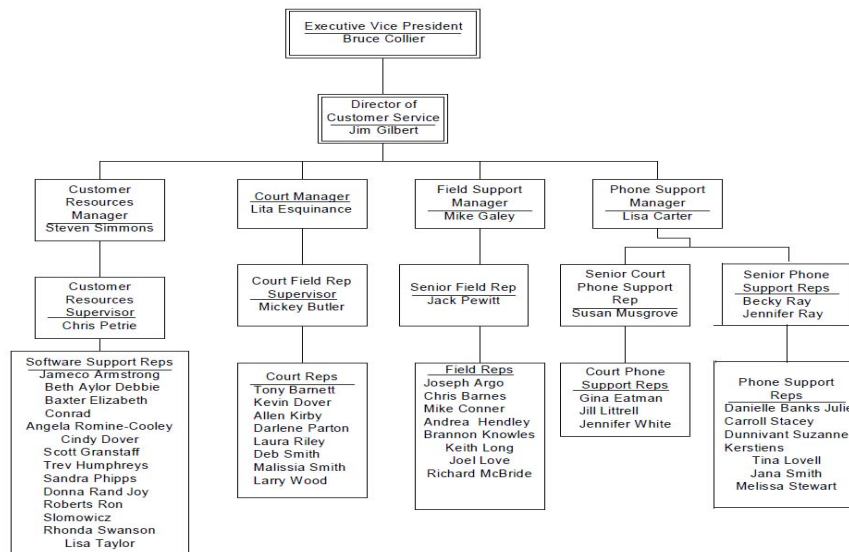 Executive Vice President
Bruce Collier
Director of
Customer Service
Jim Gilbert
Customer
Resources
Manager
Steven Simmons
Court Manager
Lita Esquinance
Field Support
Manager
Mike Galey
Phone Support
Manager
Lisa Carter
Customer
Resources
Supervisor
Chris Petrie
Court Field Rep
Supervisor
Mickey Butler
Senior Field Rep
Jack Pewitt
Senior Court
Phone Support
Rep
Susan Musgrove
Senior Phone
Support Reps
Becky Ray
Jennifer Ray
Software Support Reps
Jameco Armstrong
Beth Aylor Debbie
Baxter Elizabeth
Conrad
Angela Romine-Cooley
Cindy Dover
Scott Granstaff
Trev Humphreys
Sandra Phipps
Donna Rand Joy
Roberts Ron
Slomowicz
Rhonda Swanson
Lisa Taylor
Court Reps
Tony Barnett
Kevin Dover
Allen Kirby
Darlene Parton
Laura Riley
Deb Smith
Malissia Smith
Larry Wood
Field Reps
Joseph Argo
Chris Barnes
Mike Conner
Andrea Hendley
Brannon Knowles
Keith Long
Joel Love
Richard McBride
Court Phone
Support Reps
Gina Eatman
Jill Littrell
Jennifer White
Phone Support
Reps
Danielle Banks Julie
Carroll Stacey
Dunnivant Suzanne
Kerstiens
Tina Lovell
Jana Smith
Melissa Stewart